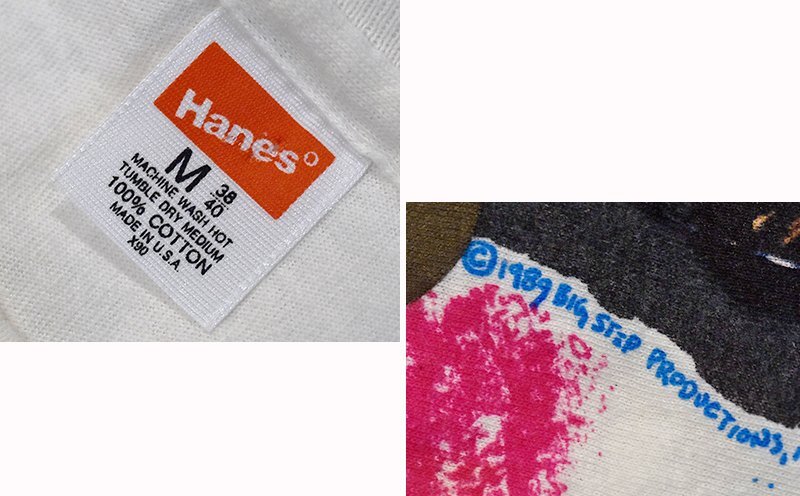 Hanes
M 38 40
MACHINE WASH HOT
TUMBLE DRY MEDIUM
100% COTTON
MADE IN U.S.A.
X90
© 1989 BIG STEP PRODUCTIONS,